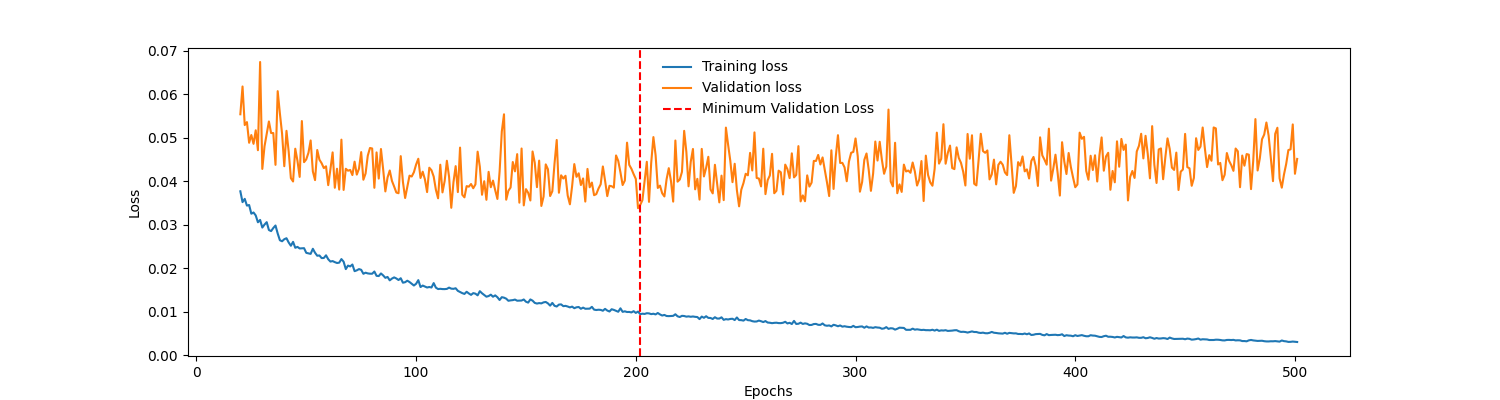 0.07
0.06
0.05
0.04
0.03
0.02
0.01
0.00
Loss
Training loss
Validation loss
Minimum Validation Loss
0 100 200 300 400 500
Epochs